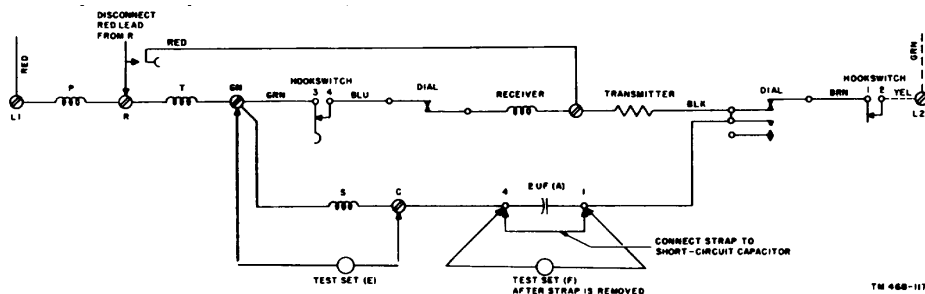 DISCONNECT
RED LEAD
FROM R
RED
RED
P
T
GN
GRN
HOOKSWITCH
3 4
BLU
DIAL
RECEIVER
TRANSMITTER
BLK
DIAL
BRN
HOOKSWITCH
1 2
YEL
GRN
L1
R
L2
S
C
4
2 UF (A)
1
CONNECT STRAP TO
SHORT-CIRCUIT CAPACITOR
TEST SET (E)
TEST SET (F)
AFTER STRAP IS REMOVED
TM 468-117